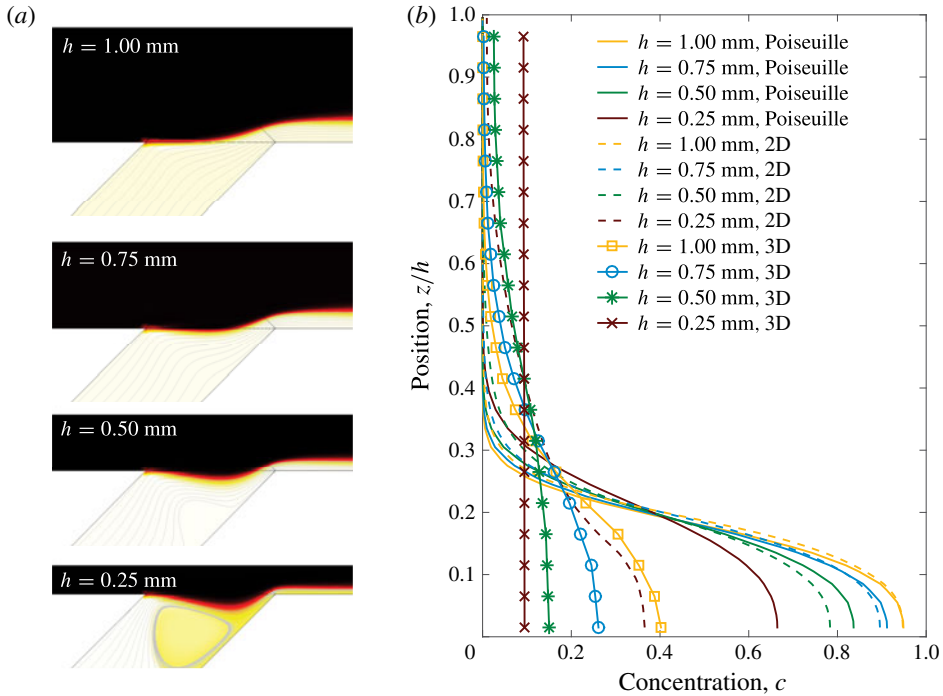 (a)
h = 1.00 mm
h = 0.75 mm
h = 0.50 mm
h = 0.25 mm
(b)
1.0
0.9
0.8
0.7
0.6
0.5
0.4
0.3
0.2
0.1
Position, z/h
h = 1.00 mm, Poiseuille
h = 0.75 mm, Poiseuille
h = 0.50 mm, Poiseuille
h = 0.25 mm, Poiseuille
h = 1.00 mm, 2D
h = 0.75 mm, 2D
h = 0.50 mm, 2D
h = 0.25 mm, 2D
h = 1.00 mm, 3D
h = 0.75 mm, 3D
h = 0.50 mm, 3D
h = 0.25 mm, 3D
0 0.2 0.4 0.6 0.8 1.0
Concentration, c